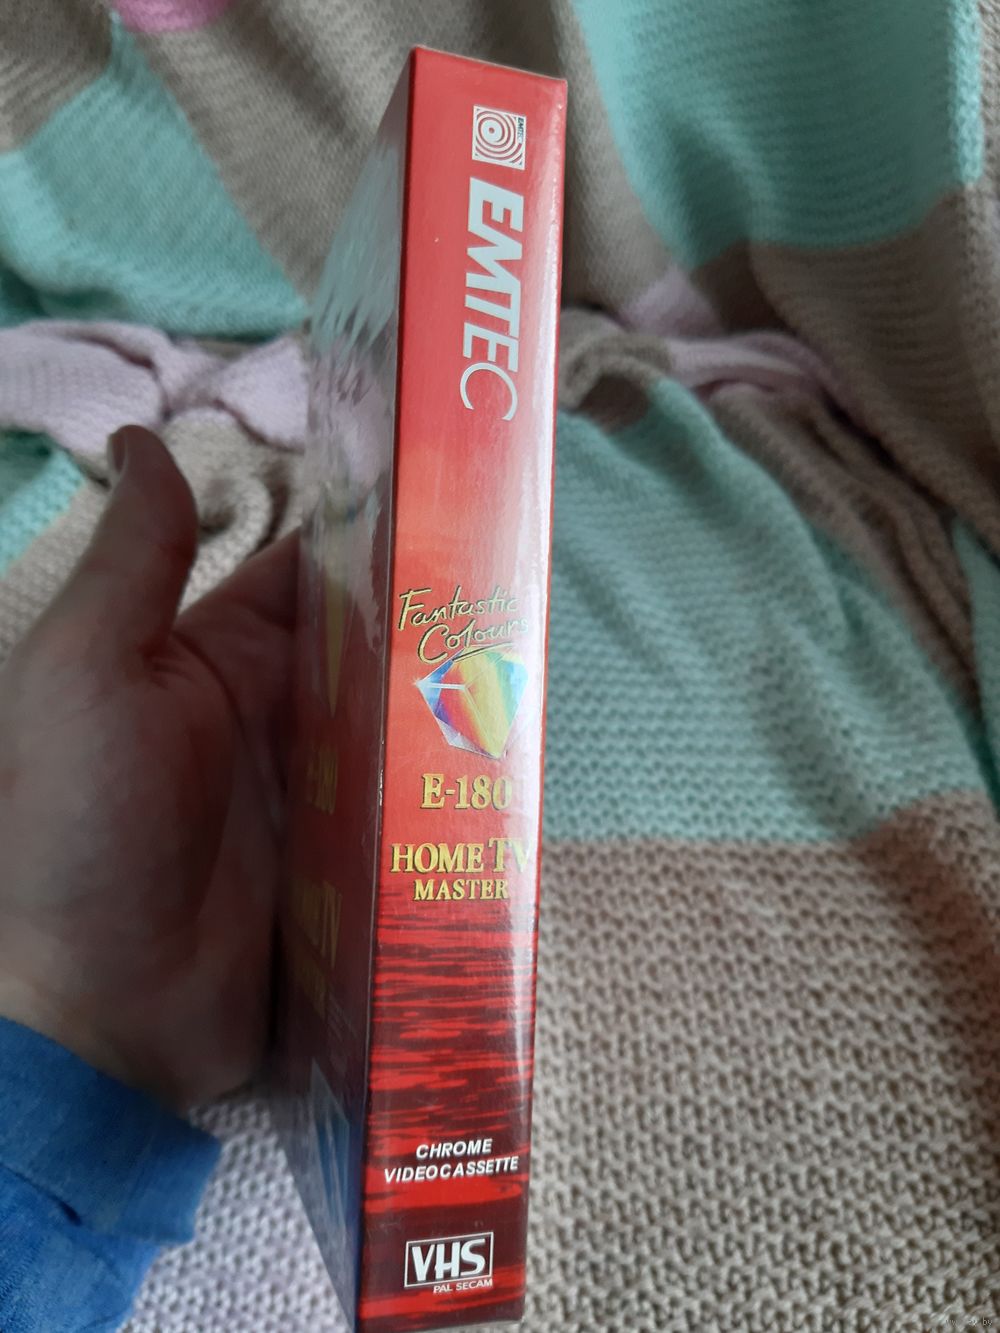 EMTEC
EMTEC
Fantastic
Colours
E-180
HOME TV
MASTER
CHROME
VIDEOCASSETTE
VHS
PAL SECAM